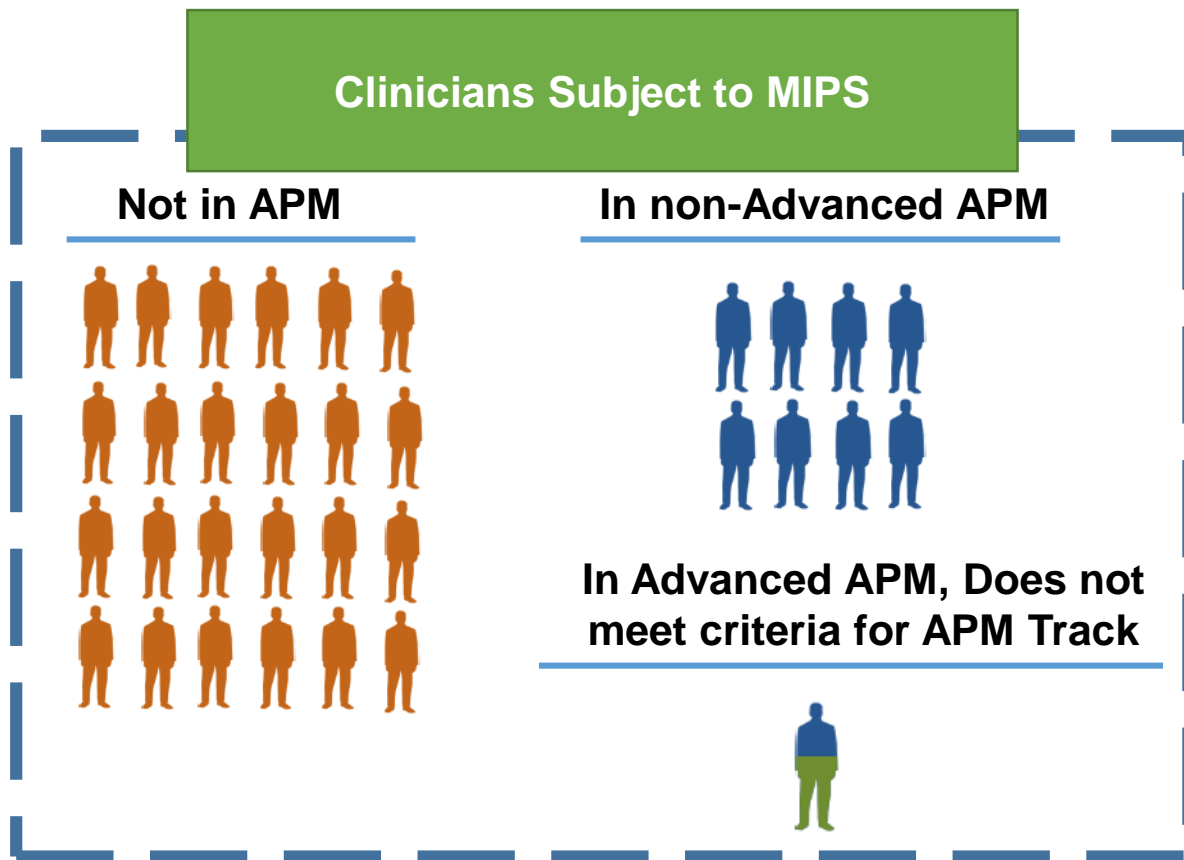 Clinicians Subject to MIPS
Not in APM
In non-Advanced APM
In Advanced APM, Does not
meet criteria for APM Track